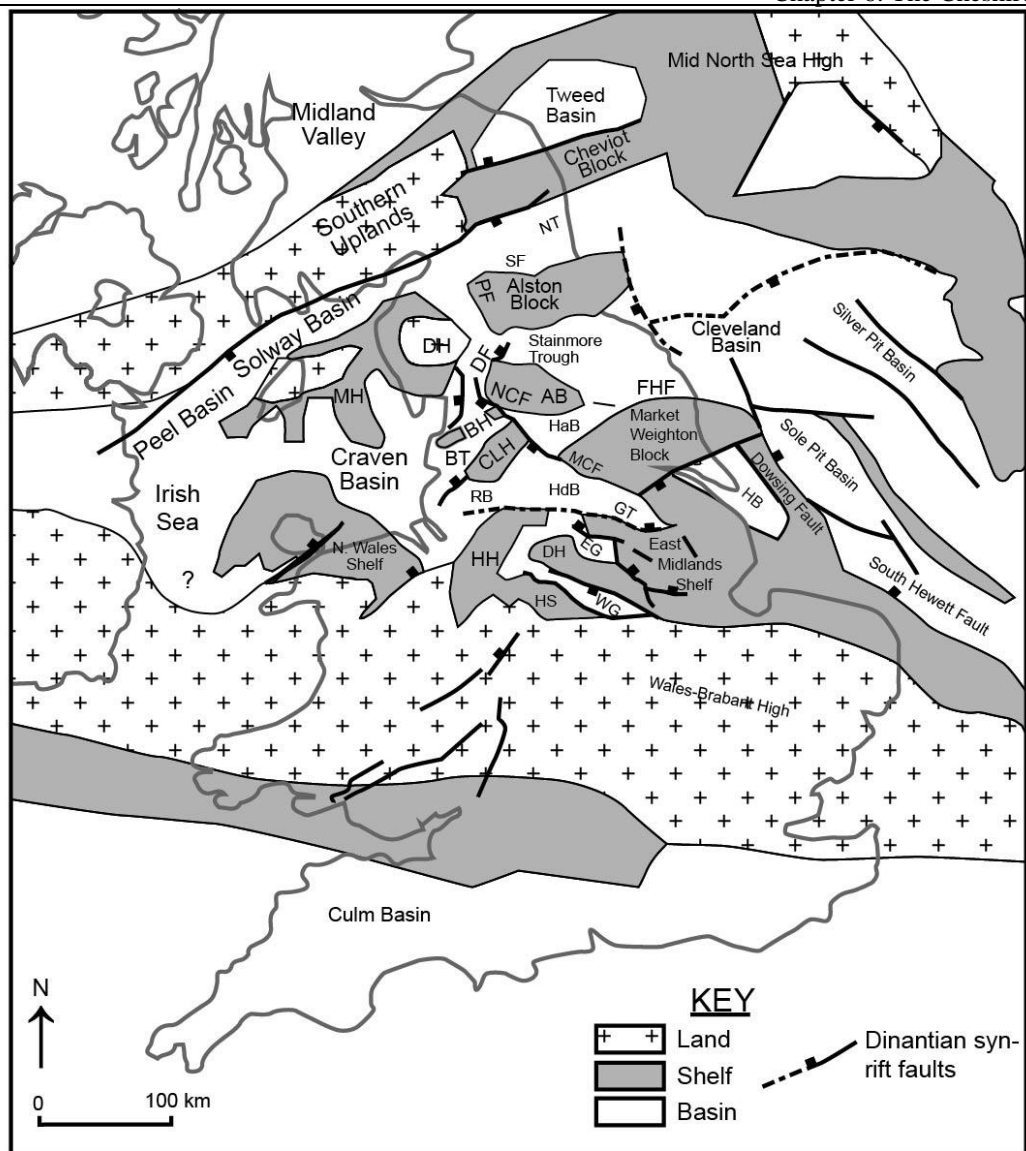 Mid North Sea High
Tweed
Basin
Midland
Valley
Cheviot
Block
Southern
Uplands
NT
SF
PF
Alston
Block
Solway Basin
Peel Basin
DH
DF
Stainmore
Trough
Cleveland
Basin
Silver Pit Basin
MH
NCF
AB
FHF
BH
HaB
Market
Weighton
Block
Sole Pit Basin
Craven
Basin
BT
CLH
MCF
Dowsing Fault
Irish
Sea
RB
HdB
GT
HB
N. Wales
Shelf
?
HH
DH
EG
East
Midlands
Shelf
HS
WG
South Hewett Fault
Wales-Brabant High
Culm Basin
N
0 100 km
KEY
Land
Shelf
Basin
Dinantian syn-
rift faults